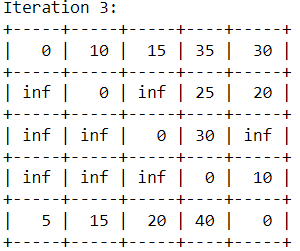 Iteration 3:
+-----+-----+-----+----+-----+
|   0 |  10 |  15 | 35 |  30 |
+-----+-----+-----+----+-----+
| inf |   0 | inf | 25 |  20 |
+-----+-----+-----+----+-----+
| inf | inf |   0 | 30 | inf |
+-----+-----+-----+----+-----+
| inf | inf | inf |  0 |  10 |
+-----+-----+-----+----+-----+
|   5 |  15 |  20 | 40 |   0 |
+-----+-----+-----+----+-----+